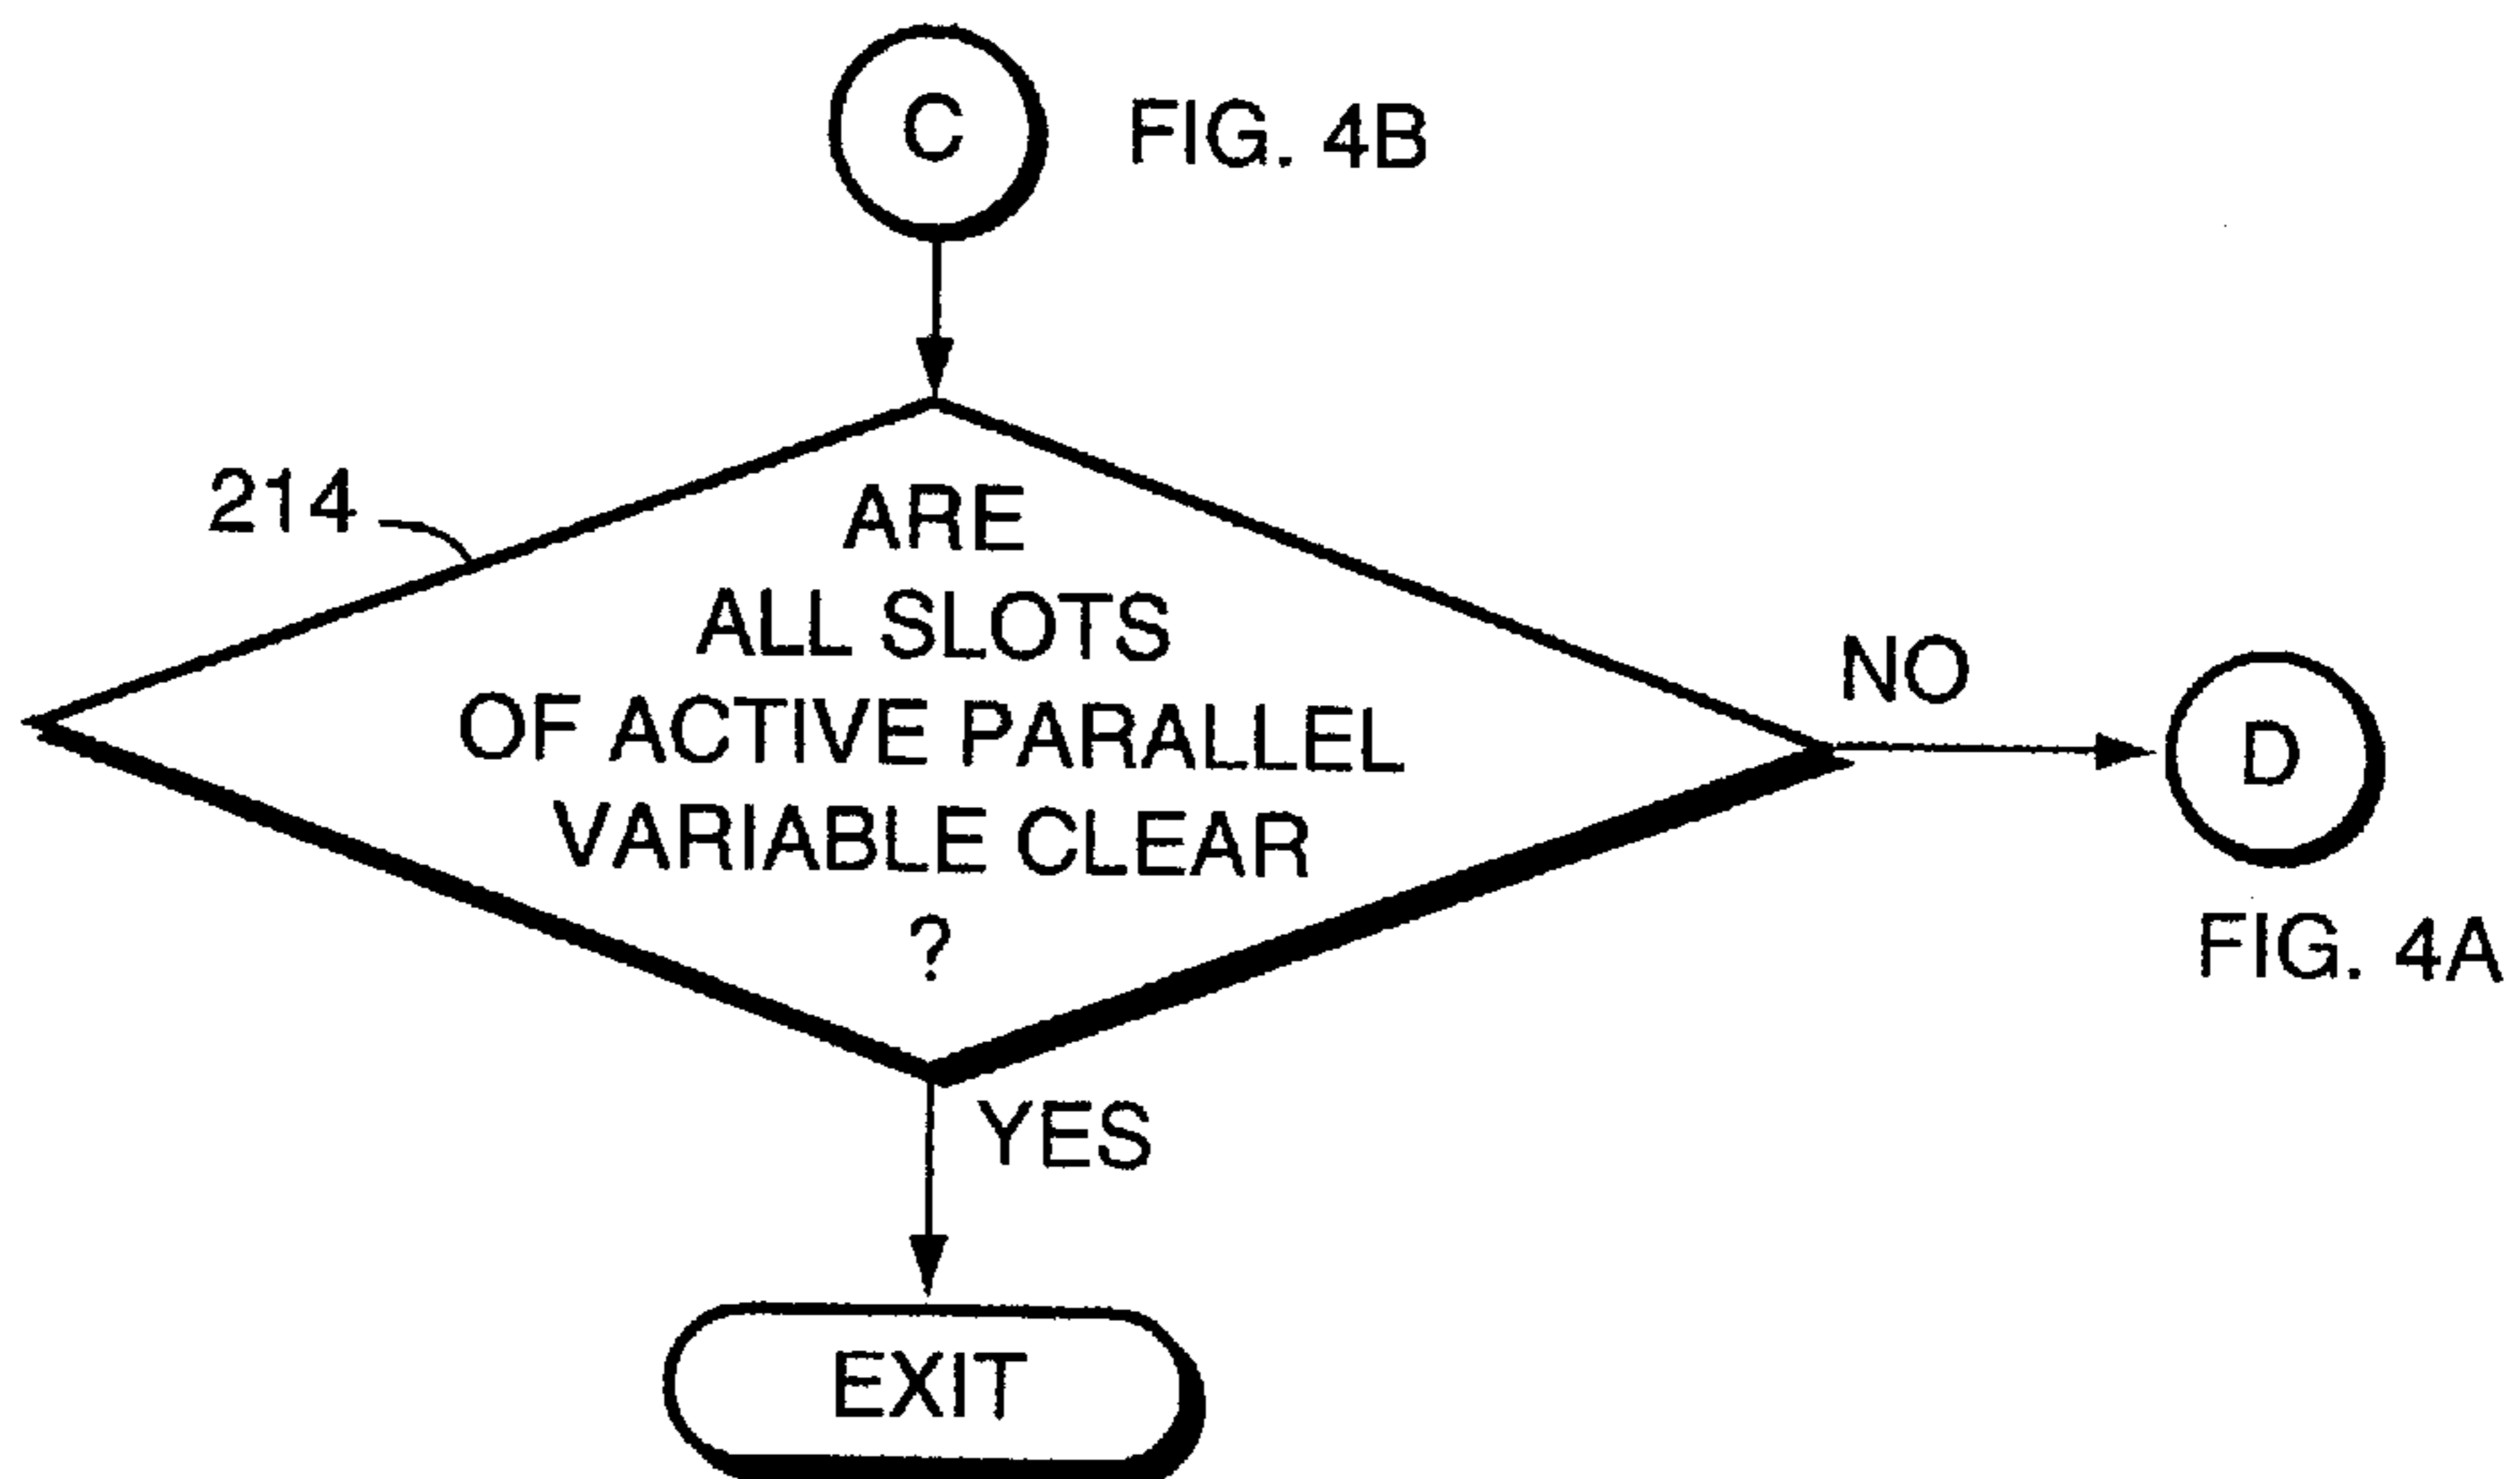 C
FIG. 4B
214
ARE
ALL SLOTS
OF ACTIVE PARALLEL
VARIABLE CLEAR
?
NO
D
FIG. 4A
YES
EXIT